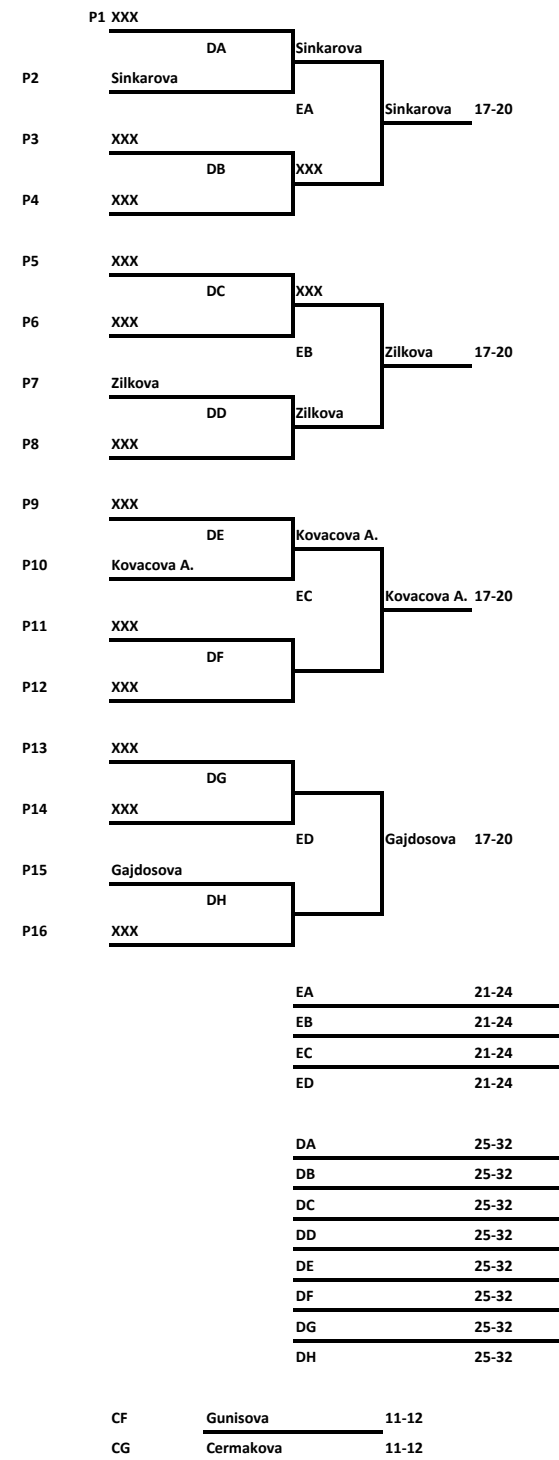 P1 XXX
DA Sinkarova
P2 Sinkarova
EA Sinkarova 17-20
P3 XXX
DB XXX
P4 XXX
P5 XXX
DC XXX
P6 XXX
EB Zilkova 17-20
P7 Zilkova
DD Zilkova
P8 XXX
P9 XXX
DE Kovacova A.
P10 Kovacova A.
EC Kovacova A. 17-20
P11 XXX
DF
P12 XXX
P13 XXX
DG
P14 XXX
ED Gajdosova 17-20
P15 Gajdosova
DH
P16 XXX
EA 21-24
EB 21-24
EC 21-24
ED 21-24
DA 25-32
DB 25-32
DC 25-32
DD 25-32
DE 25-32
DF 25-32
DG 25-32
DH 25-32
CF Gunisova 11-12
CG Cermakova 11-12